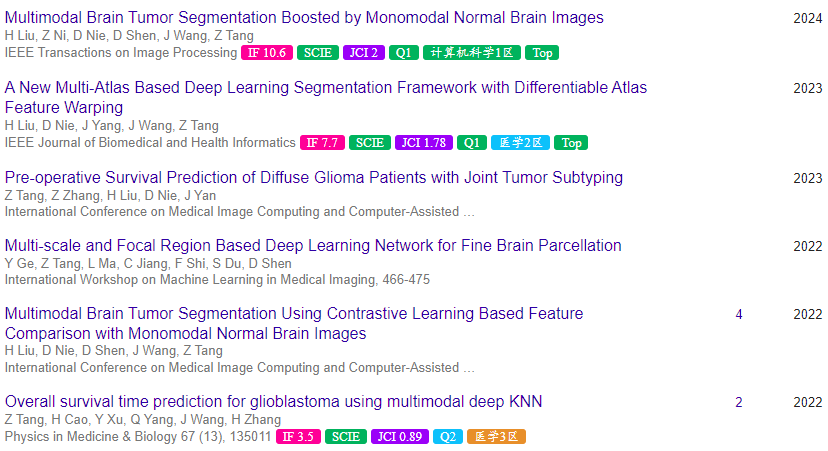 Multimodal Brain Tumor Segmentation Boosted by Monomodal Normal Brain Images 2024
H Liu, Z Ni, D Nie, D Shen, J Wang, Z Tang
IEEE Transactions on Image Processing IF 10.6 SCIE JCI 2 Q1 计算机科学1区 Top
A New Multi-Atlas Based Deep Learning Segmentation Framework with Differentiable Atlas 2023
Feature Warping
H Liu, D Nie, J Yang, J Wang, Z Tang
IEEE Journal of Biomedical and Health Informatics IF 7.7 SCIE JCI 1.78 Q1 医学2区 Top
Pre-operative Survival Prediction of Diffuse Glioma Patients with Joint Tumor Subtyping 2023
Z Tang, Z Zhang, H Liu, D Nie, J Yan
International Conference on Medical Image Computing and Computer-Assisted ...
Multi-scale and Focal Region Based Deep Learning Network for Fine Brain Parcellation 2022
Y Ge, Z Tang, L Ma, C Jiang, F Shi, S Du, D Shen
International Workshop on Machine Learning in Medical Imaging, 466-475
Multimodal Brain Tumor Segmentation Using Contrastive Learning Based Feature 4 2022
Comparison with Monomodal Normal Brain Images
H Liu, D Nie, D Shen, J Wang, Z Tang
International Conference on Medical Image Computing and Computer-Assisted ...
Overall survival time prediction for glioblastoma using multimodal deep KNN 2 2022
Z Tang, H Cao, Y Xu, Q Yang, J Wang, H Zhang
Physics in Medicine & Biology 67 (13), 135011 IF 3.5 SCIE JCI 0.89 Q2 医学3区